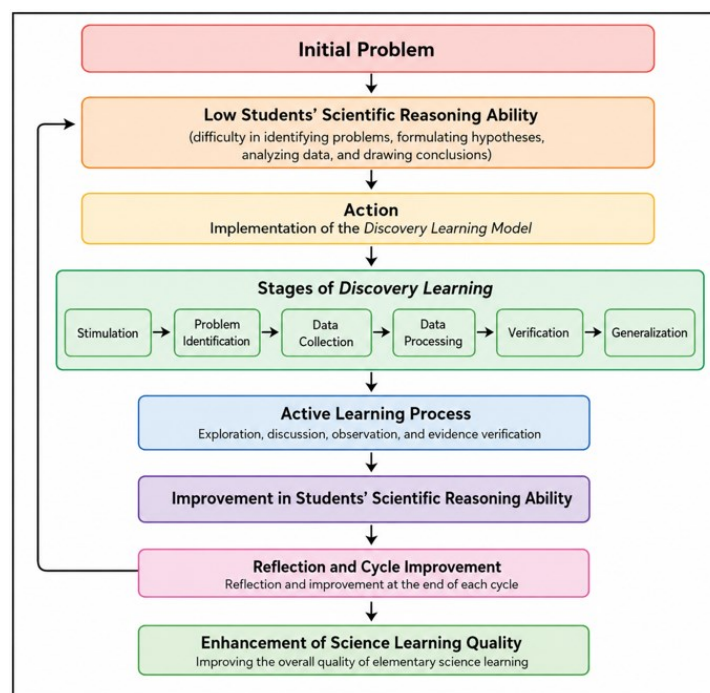 Initial Problem
Low Students' Scientific Reasoning Ability
(difficulty in identifying problems, formulating hypotheses,
analyzing data, and drawing conclusions)
Action
Implementation of the Discovery Learning Model
Stages of Discovery Learning
Stimulation
Problem
Identification
Data
Collection
Data
Processing
Verification
Generalization
Active Learning Process
Exploration, discussion, observation, and evidence verification
Improvement in Students' Scientific Reasoning Ability
Reflection and Cycle Improvement
Reflection and improvement at the end of each cycle
Enhancement of Science Learning Quality
Improving the overall quality of elementary science learning